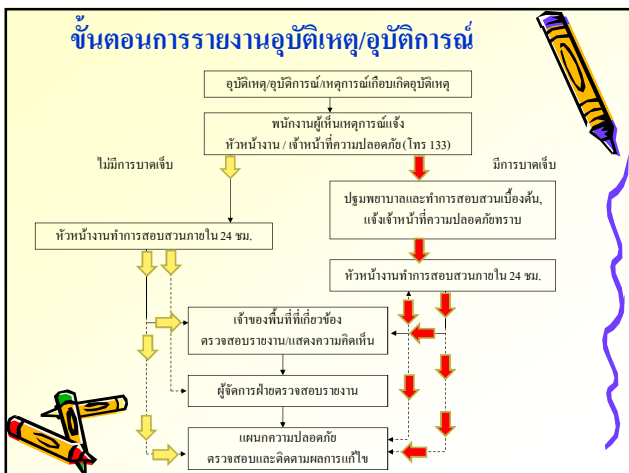 ขั้นตอนการรายงานอุบัติเหตุ/อุบัติการณ์
อุบัติเหตุ/อุบัติการณ์/เหตุการณ์เกือบเกิดอุบัติเหตุ
พนักงานผู้เห็นเหตุการณ์แจ้ง
หัวหน้างาน / เจ้าหน้าที่ความปลอดภัย (โทร 133)
ไม่มีการบาดเจ็บ
มีการบาดเจ็บ
ปฐมพยาบาลและทำการสอบสวนเบื้องต้น,
แจ้งเจ้าหน้าที่ความปลอดภัยทราบ
หัวหน้างานทำการสอบสวนภายใน 24 ชม.
หัวหน้างานทำการสอบสวนภายใน 24 ชม.
เจ้าของพื้นที่ที่เกี่ยวข้อง
ตรวจสอบรายงาน/แสดงความคิดเห็น
ผู้จัดการฝ่ายตรวจสอบรายงาน
แผนกความปลอดภัย
ตรวจสอบและติดตามผลการแก้ไข